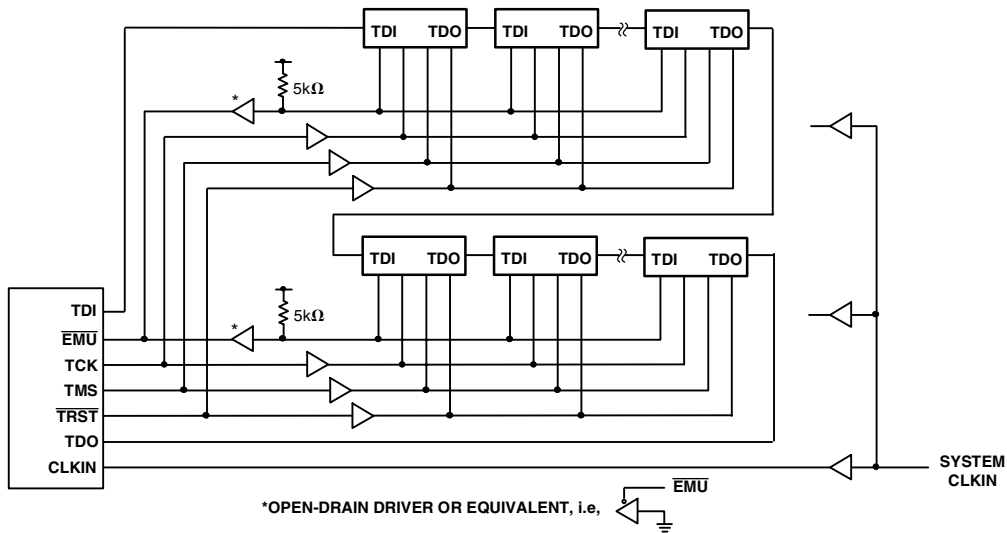 TDI TDO TDI TDO TDI TDO
5kΩ
*
TDI TDO TDI TDO TDI TDO
5kΩ
*
TDI
EMU
TCK
TMS
TRST
TDO
CLKIN
SYSTEM
CLKIN
EMU
*OPEN-DRAIN DRIVER OR EQUIVALENT, i.e,